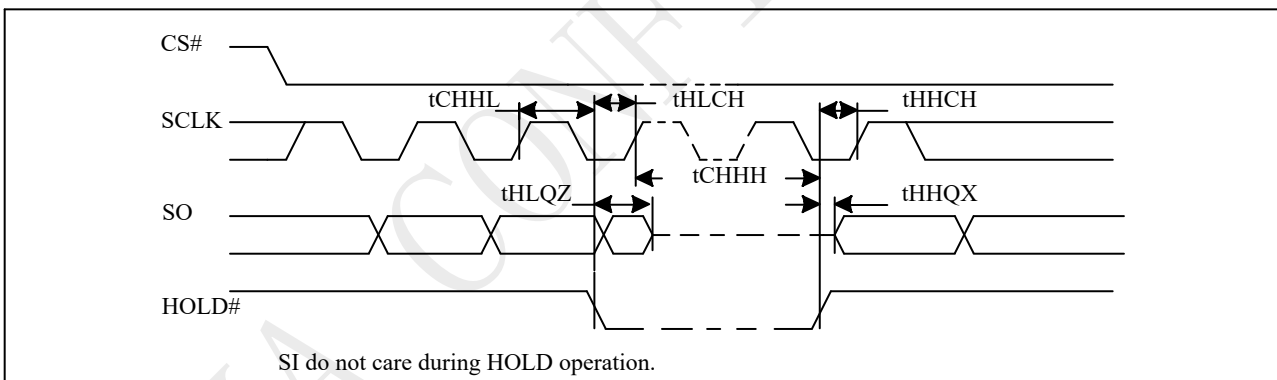 CS#
tCHHL
tHLCH
tHHCH
SCLK
tCHHH
tHLQZ
tHHQX
SO
HOLD#
SI do not care during HOLD operation.